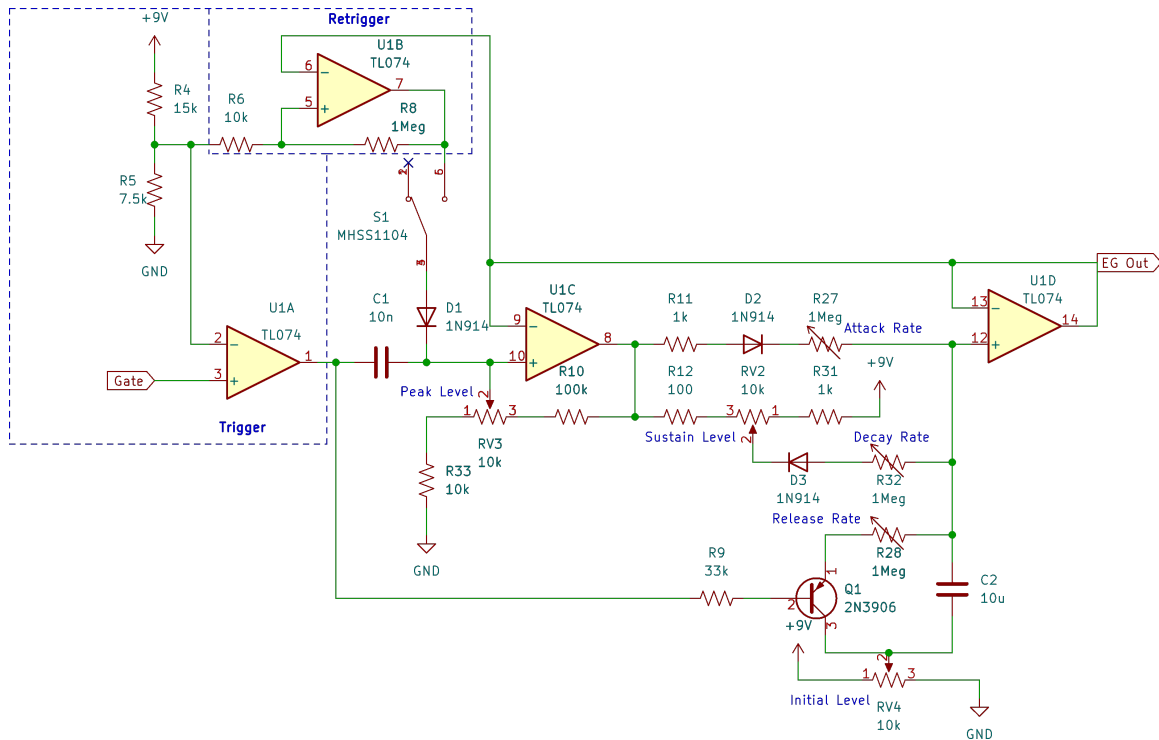 Retrigger
+9V
U1B
TL074
6
−
7
5
+
R4
15k
R6
10k
R8
1Meg
R5
7.5k
GND
2
6
S1
MHSS1104
3
EG Out
U1D
TL074
13
−
14
12
+
U1A
TL074
2
−
1
3
+
Gate
Trigger
C1
10n
D1
1N914
U1C
TL074
9
−
8
10
+
R11
1k
D2
1N914
R27
1Meg
Attack Rate
+9V
Peak Level
1
2
3
RV3
10k
R10
100k
R12
100
RV2
10k
3
1
2
R31
1k
Sustain Level
Decay Rate
R33
10k
GND
D3
1N914
R32
1Meg
Release Rate
R28
1Meg
R9
33k
1
2
3
Q1
2N3906
C2
10u
+9V
1
2
3
Initial Level
RV4
10k
GND